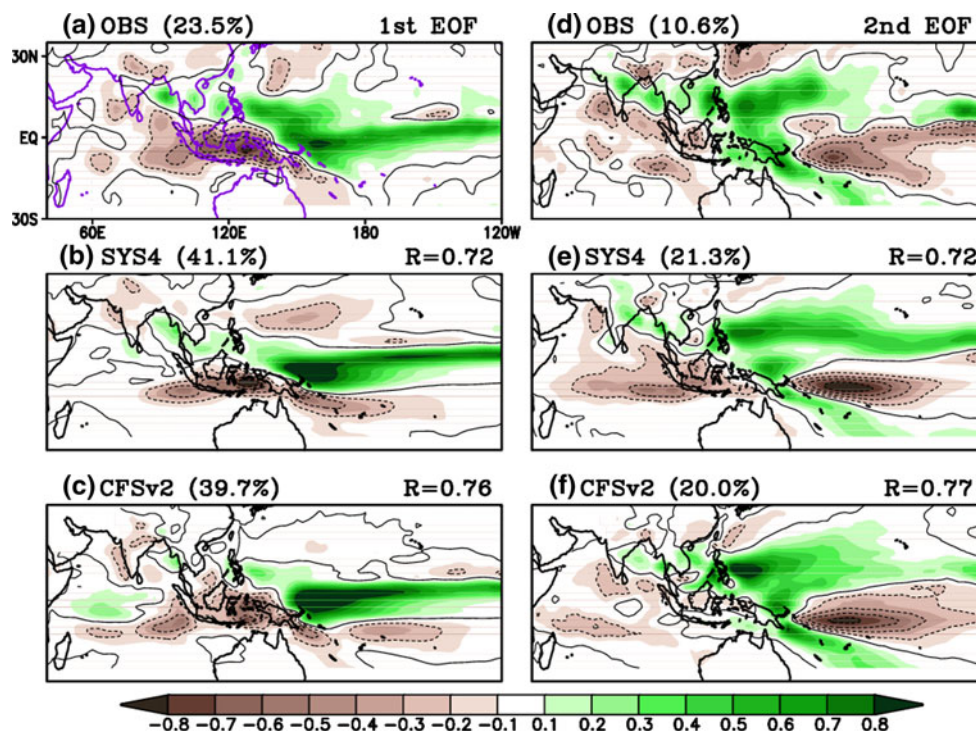 (a) OBS (23.5%) 1st EOF
(d) OBS (10.6%) 2nd EOF
30N
EQ
30S
60E 120E 180 120W
(b) SYS4 (41.1%) R=0.72
(e) SYS4 (21.3%) R=0.72
(c) CFSv2 (39.7%) R=0.76
(f) CFSv2 (20.0%) R=0.77
-0.8 -0.7 -0.6 -0.5 -0.4 -0.3 -0.2 -0.1 0.1 0.2 0.3 0.4 0.5 0.6 0.7 0.8